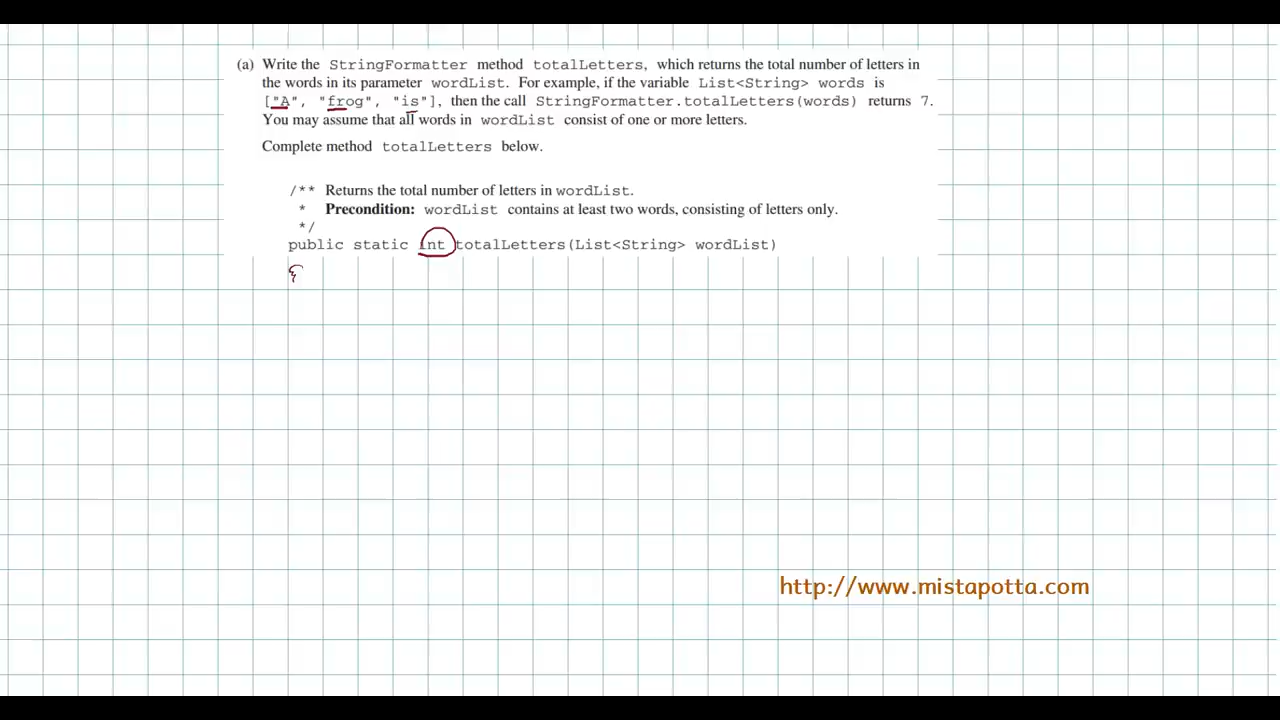 (a) Write the StringFormatter method totalLetters, which returns the total number of letters in
the words in its parameter wordList. For example, if the variable List<String> words is
["A", "frog", "is"], then the call StringFormatter.totalLetters(words) returns 7.
You may assume that all words in wordList consist of one or more letters.
Complete method totalLetters below.
/** Returns the total number of letters in wordList.
* Precondition: wordList contains at least two words, consisting of letters only.
*/
public static int totalLetters(List<String> wordList)
{
http://www.mistapotta.com